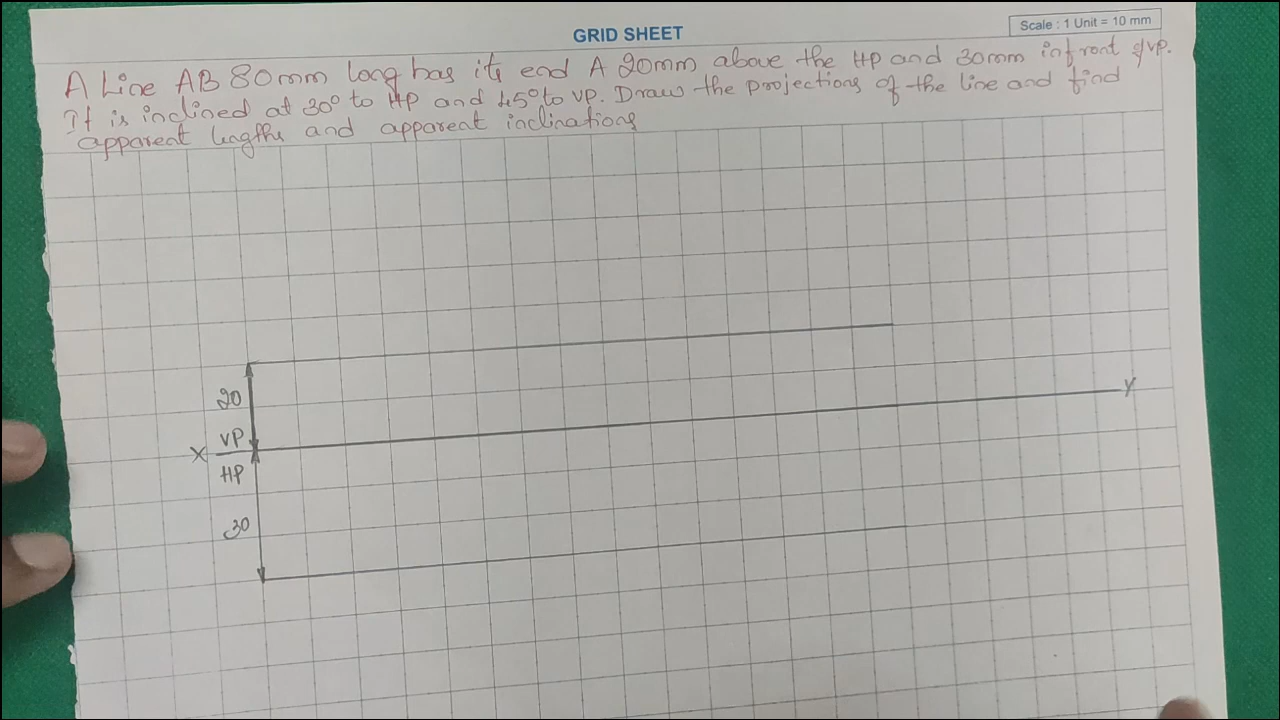 GRID SHEET
Scale : 1 Unit = 10 mm
A Line AB 80mm long has its end A 20mm above the HP and 30mm infront of VP.
It is inclined at 30° to HP and 45° to VP. Draw the projections of the line and find
apparent lengths and apparent inclinations
20
X VP Y
HP
30